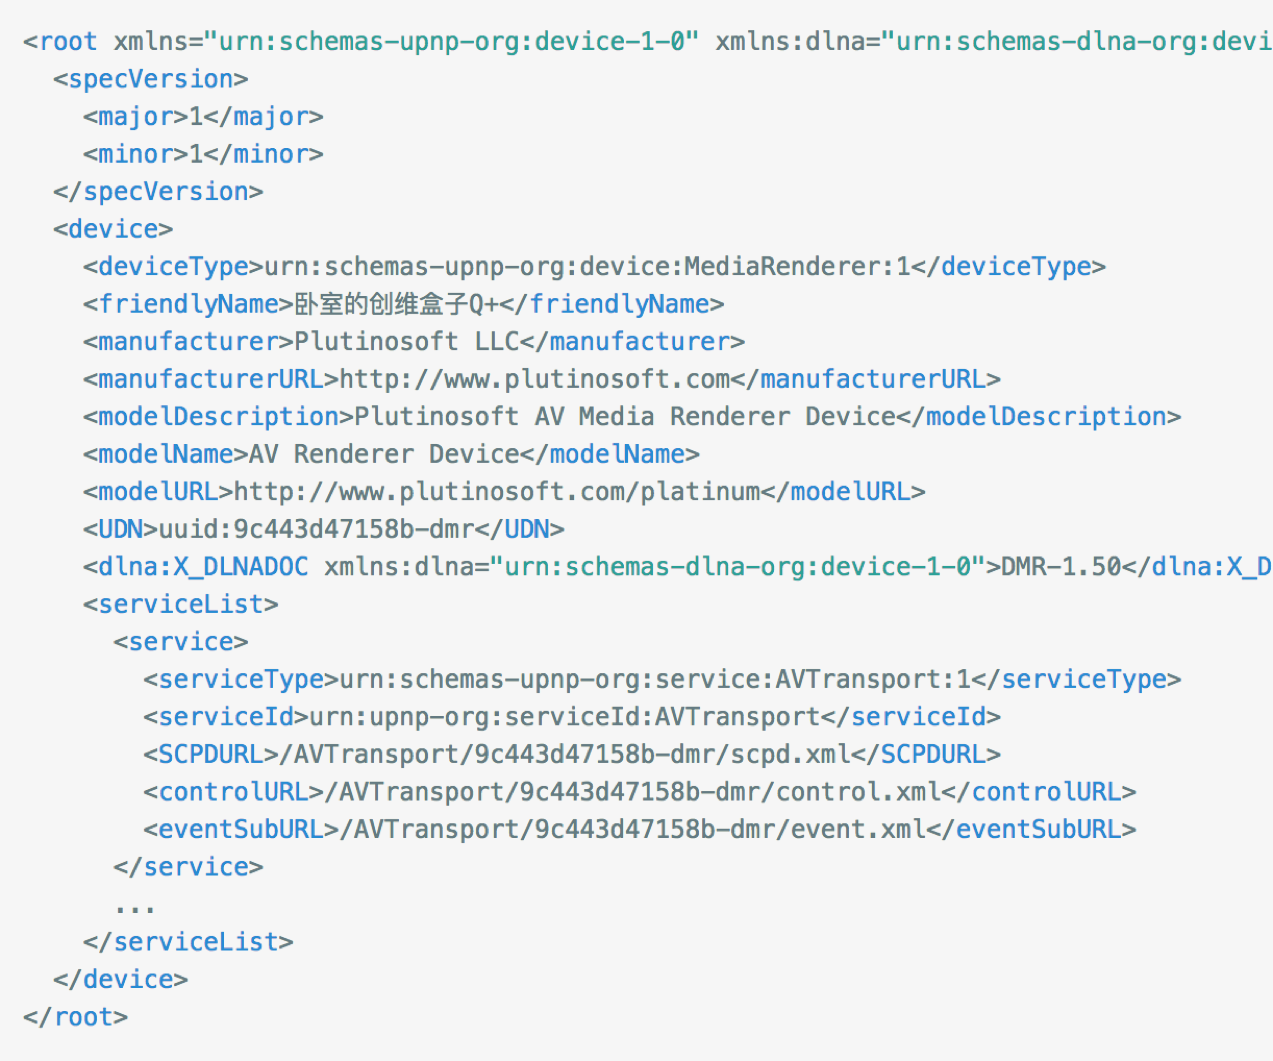 <root xmlns="urn:schemas-upnp-org:device-1-0" xmlns:dlna="urn:schemas-dlna-org:devi
<specVersion>
<major>1</major>
<minor>1</minor>
</specVersion>
<device>
<deviceType>urn:schemas-upnp-org:device:MediaRenderer:1</deviceType>
<friendlyName>卧室的创维盒子Q+</friendlyName>
<manufacturer>Plutinosoft LLC</manufacturer>
<manufacturerURL>http://www.plutinosoft.com</manufacturerURL>
<modelDescription>Plutinosoft AV Media Renderer Device</modelDescription>
<modelName>AV Renderer Device</modelName>
<modelURL>http://www.plutinosoft.com/platinum</modelURL>
<UDN>uuid:9c443d47158b-dmr</UDN>
<dlna:X_DLNADOC xmlns:dlna="urn:schemas-dlna-org:device-1-0">DMR-1.50</dlna:X_D
<serviceList>
<service>
<serviceType>urn:schemas-upnp-org:service:AVTransport:1</serviceType>
<serviceId>urn:upnp-org:serviceId:AVTransport</serviceId>
<SCPDURL>/AVTransport/9c443d47158b-dmr/scpd.xml</SCPDURL>
<controlURL>/AVTransport/9c443d47158b-dmr/control.xml</controlURL>
<eventSubURL>/AVTransport/9c443d47158b-dmr/event.xml</eventSubURL>
</service>
...
</serviceList>
</device>
</root>